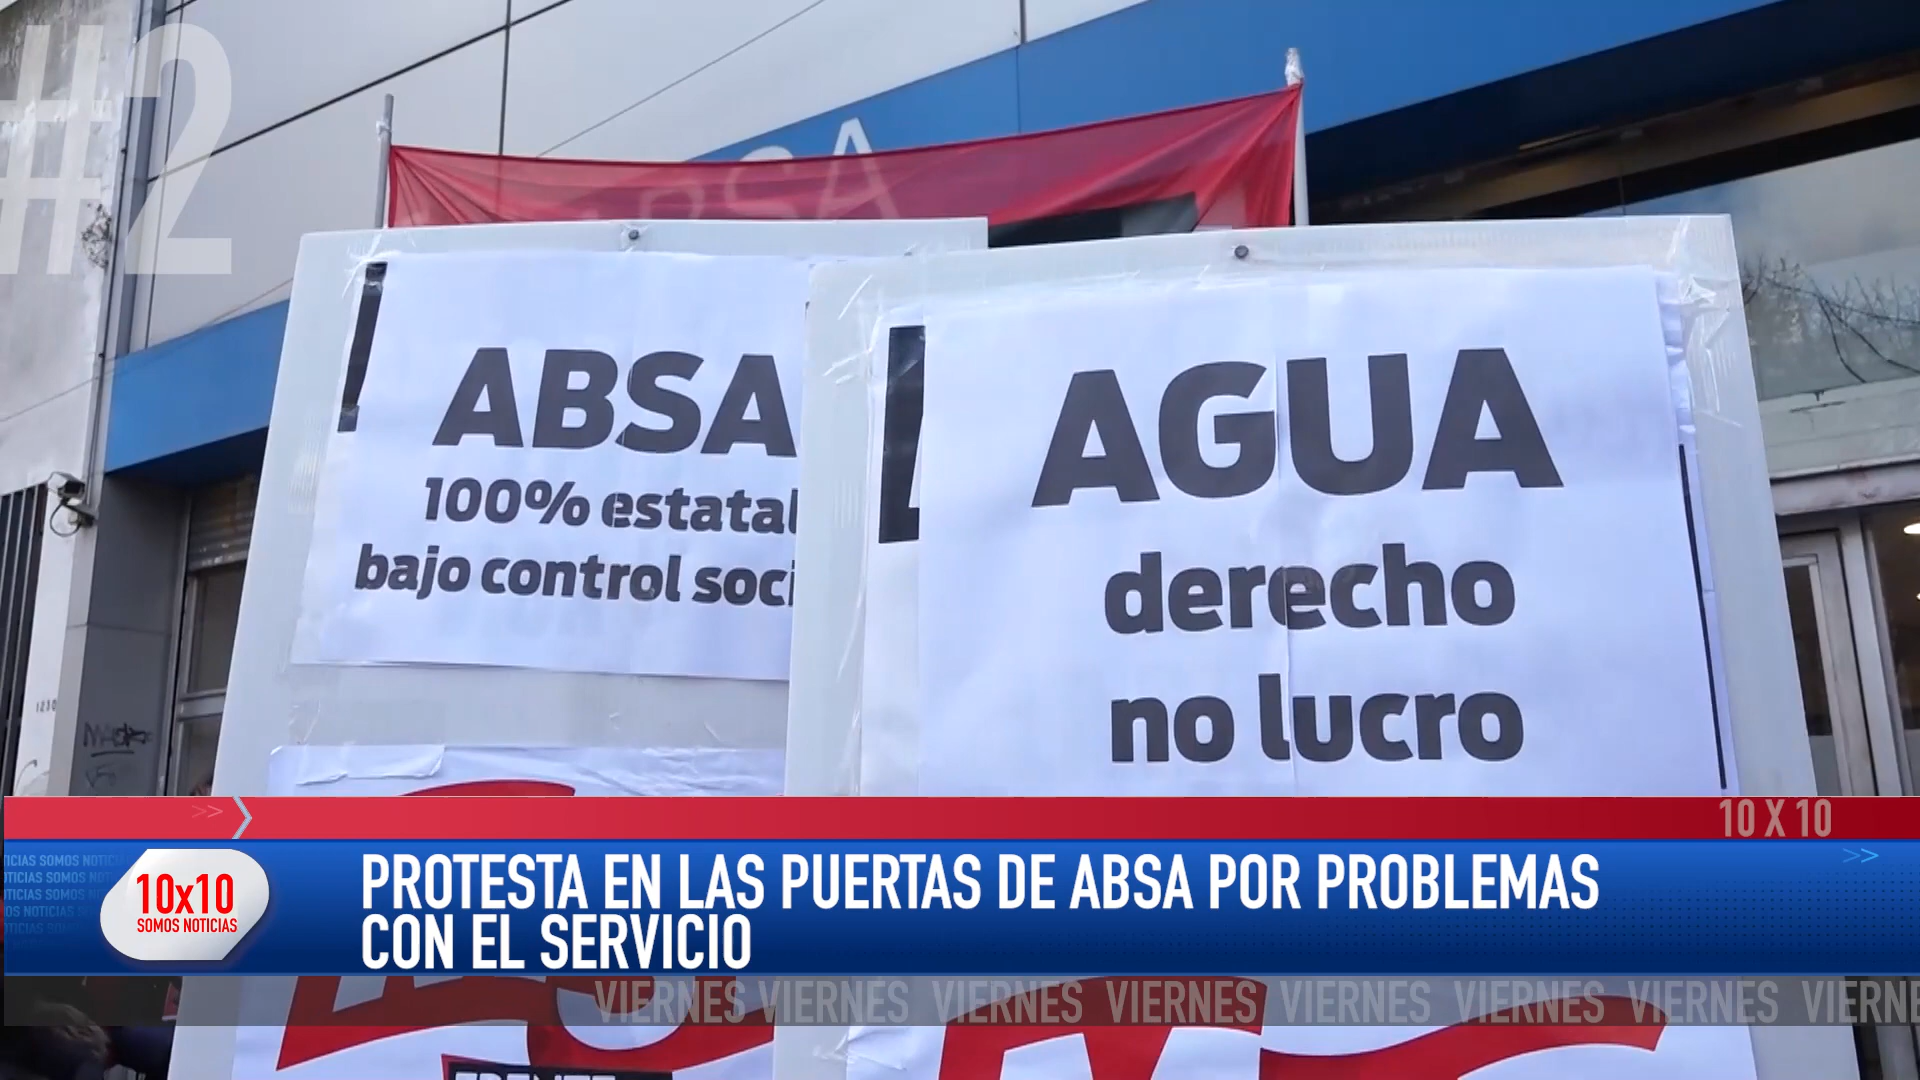 #2
ABSA
ABSA
100% estatal
bajo control soci
AGUA
derecho
no lucro
10 X 10
PROTESTA EN LAS PUERTAS DE ABSA POR PROBLEMAS
CON EL SERVICIO
10x10
SOMOS NOTICIAS
VIERNES VIERNES VIERNES VIERNES VIERNES VIERNES VIERNES VIERNE